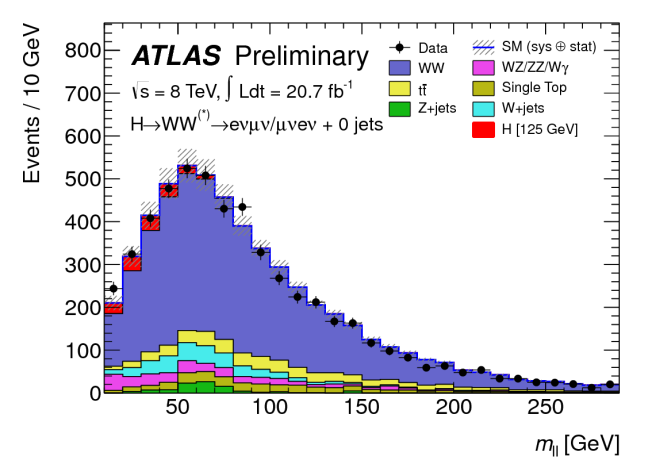 Events / 10 GeV
800
700
600
500
400
300
200
100
0
ATLAS Preliminary
√s = 8 TeV, ∫ Ldt = 20.7 fb⁻¹
H→WW⁽*⁾→eνμν/μνeν + 0 jets
Data
WW
tt̄
Z+jets
SM (sys ⊕ stat)
WZ/ZZ/Wγ
Single Top
W+jets
H [125 GeV]
50 100 150 200 250
m_ll [GeV]